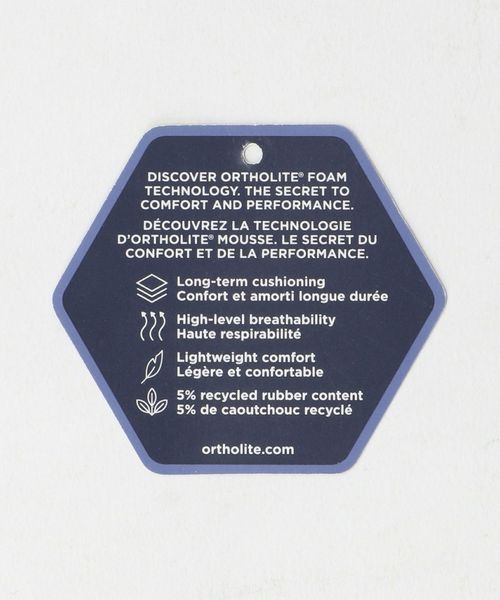 DISCOVER ORTHOLITE® FOAM
TECHNOLOGY. THE SECRET TO
COMFORT AND PERFORMANCE.
DÉCOUVREZ LA TECHNOLOGIE
D'ORTHOLITE® MOUSSE. LE SECRET DU
CONFORT ET DE LA PERFORMANCE.
Long-term cushioning
Confort et amorti longue durée
High-level breathability
Haute respirabilité
Lightweight comfort
Légère et confortable
5% recycled rubber content
5% de caoutchouc recyclé
ortholite.com